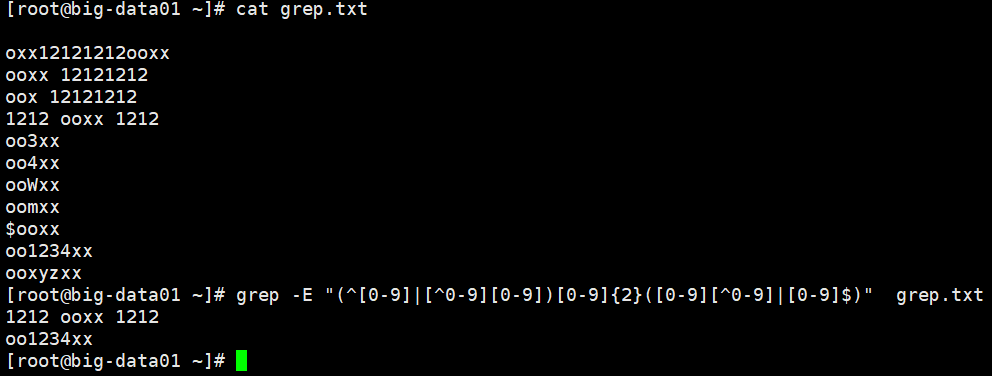 [root@big-data01 ~]# cat grep.txt
oxx12121212ooxx
ooxx 12121212
oox 12121212
1212 ooxx 1212
oo3xx
oo4xx
ooWxx
oomxx
$ooxx
oo1234xx
ooxyzxx
[root@big-data01 ~]# grep -E "(^[0-9]|[^0-9][0-9])[0-9]{2}([0-9][^0-9]|[0-9]$)"  grep.txt
1212 ooxx 1212
oo1234xx
[root@big-data01 ~]#